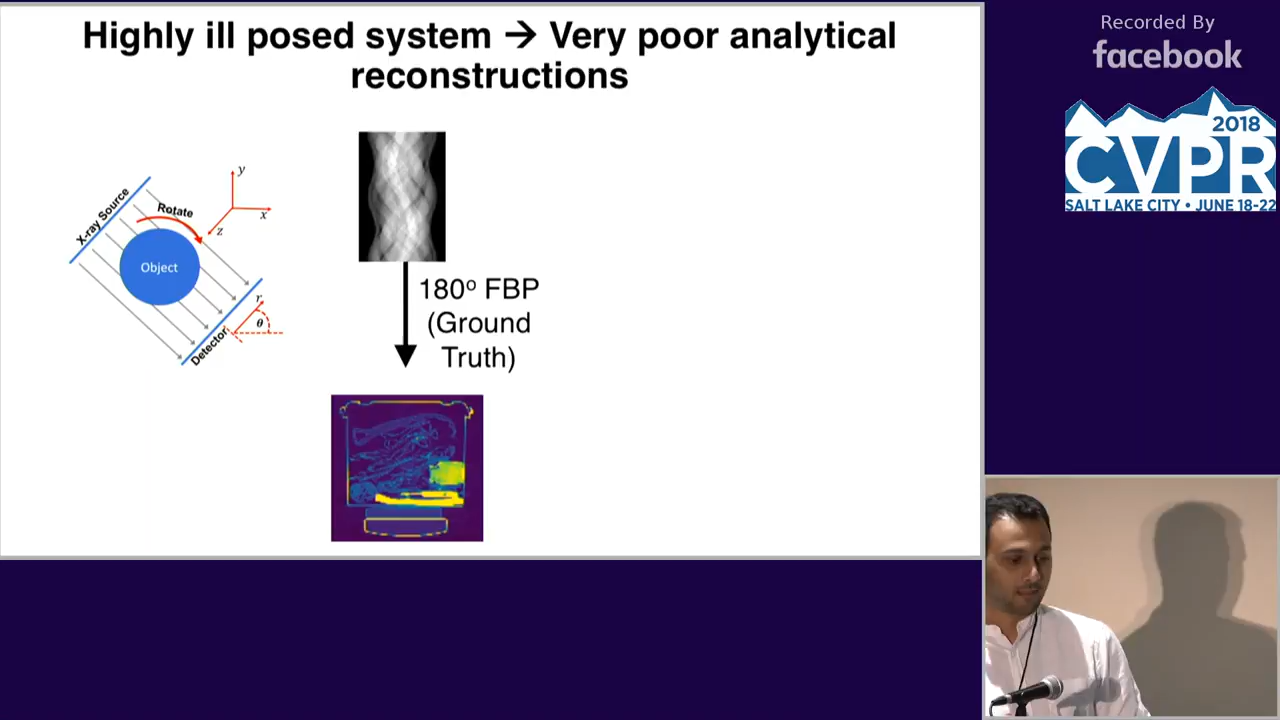 Highly ill posed system → Very poor analytical
reconstructions
X-ray Source
Rotate
y
x
z
Object
r
θ
Detector
180º FBP
(Ground
Truth)
Recorded By
facebook
2018
CVPR
SALT LAKE CITY • JUNE 18-22